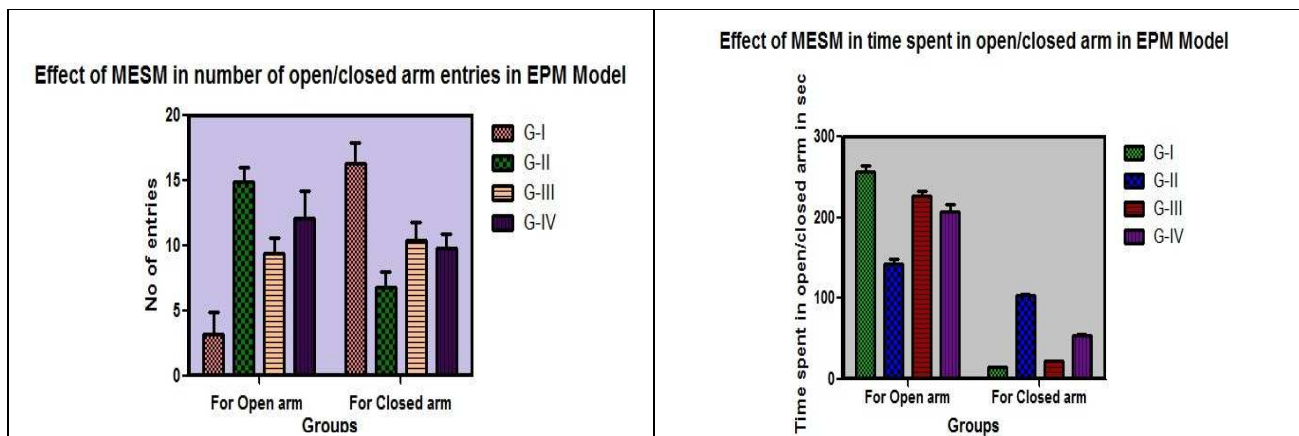 Effect of MESM in number of open/closed arm entries in EPM Model
No of entries
20
15
10
5
0
For Open arm
For Closed arm
Groups
G-I
G-II
G-III
G-IV
Effect of MESM in time spent in open/closed arm in EPM Model
Time spent in open/closed arm in sec
300
200
100
0
For Open arm
For Closed arm
Groups
G-I
G-II
G-III
G-IV